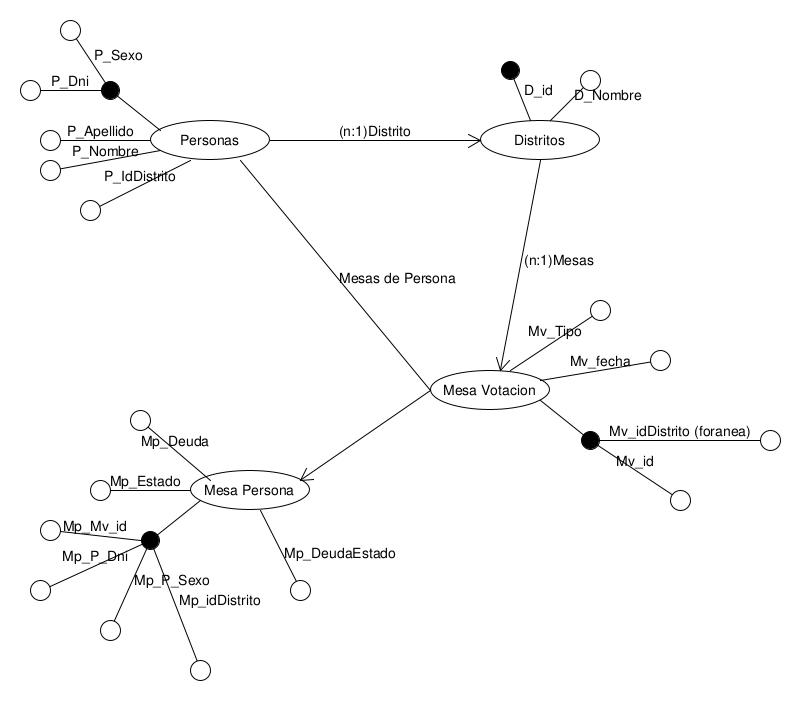 P_Sexo
P_Dni
D_id
D_Nombre
P_Apellido
P_Nombre
Personas
(n:1)Distrito
Distritos
P_IdDistrito
(n:1)Mesas
Mesas de Persona
Mv_Tipo
Mv_fecha
Mesa Votacion
Mv_idDistrito (foranea)
Mv_id
Mp_Deuda
Mp_Estado
Mesa Persona
Mp_Mv_id
Mp_P_Dni
Mp_DeudaEstado
Mp_P_Sexo
Mp_idDistrito